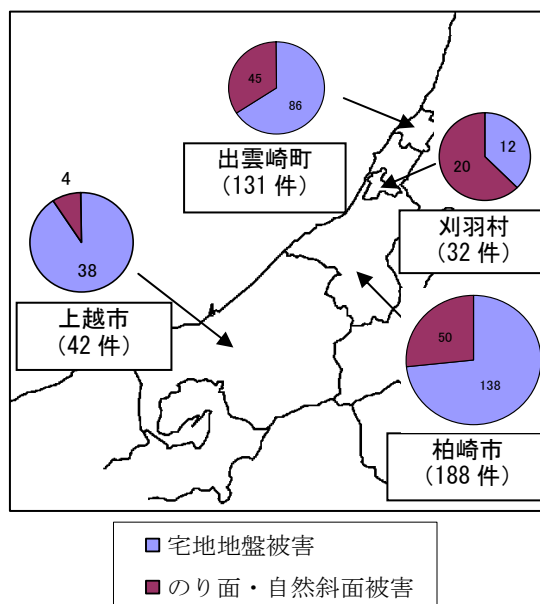 45
86
出雲崎町
(131 件)
12
20
刈羽村
(32 件)
4
38
上越市
(42 件)
50
138
柏崎市
(188 件)
宅地地盤被害
のり面・自然斜面被害